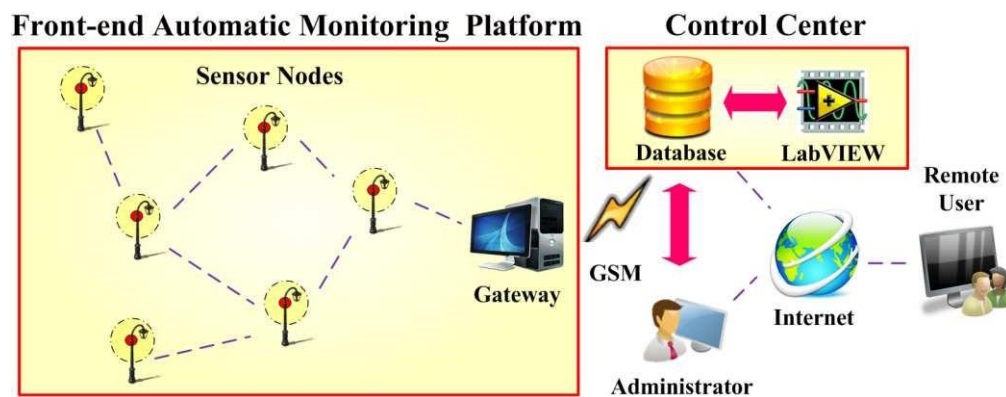 Front-end Automatic Monitoring Platform
Control Center
Sensor Nodes
Gateway
Database
LabVIEW
GSM
Remote
User
Internet
Administrator